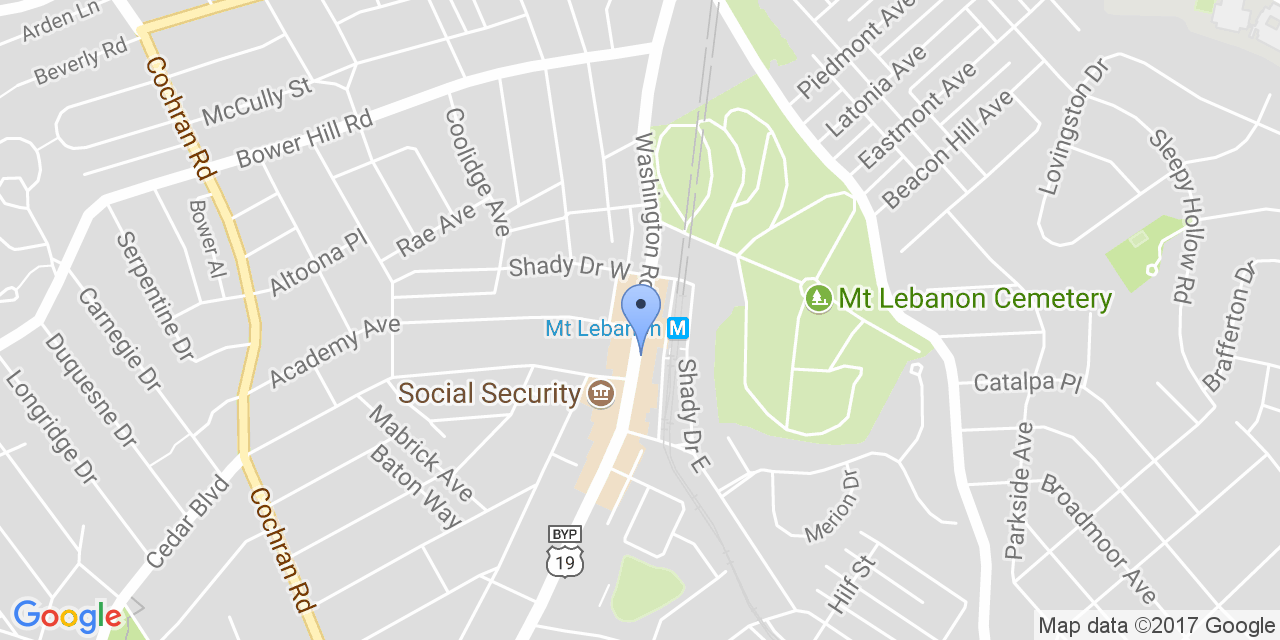 Arden Ln
Beverly Rd
Cochran Rd
McCully St
Bower Hill Rd
Coolidge Ave
Washington Rd
Piedmont Ave
Latonia Ave
Eastmont Ave
Beacon Hill Ave
Lovingston Dr
Sleepy Hollow Rd
Bower Al
Rae Ave
Altoona Pl
Serpentine Dr
Carnegie Dr
Duquesne Dr
Longridge Dr
Shady Dr W
Mt Lebanon
M
Mt Lebanon Cemetery
Brafferton Dr
Academy Ave
Social Security
Shady Dr E
Catalpa Pl
Mabrick Ave
Baton Way
Cedar Blvd
Cochran Rd
Merion Dr
Parkside Ave
Broadmoor Ave
Hilf St
BYP
19
Google
Map data ©2017 Google